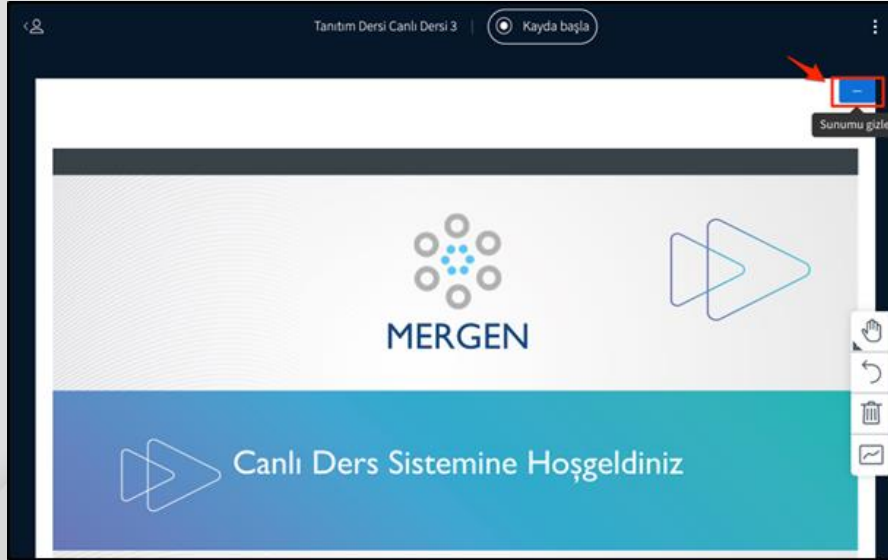 Tanıtım Dersi Canlı Dersi 3
Kayda başla
Sunumu gizle
MERGEN
Canlı Ders Sistemine Hoşgeldiniz